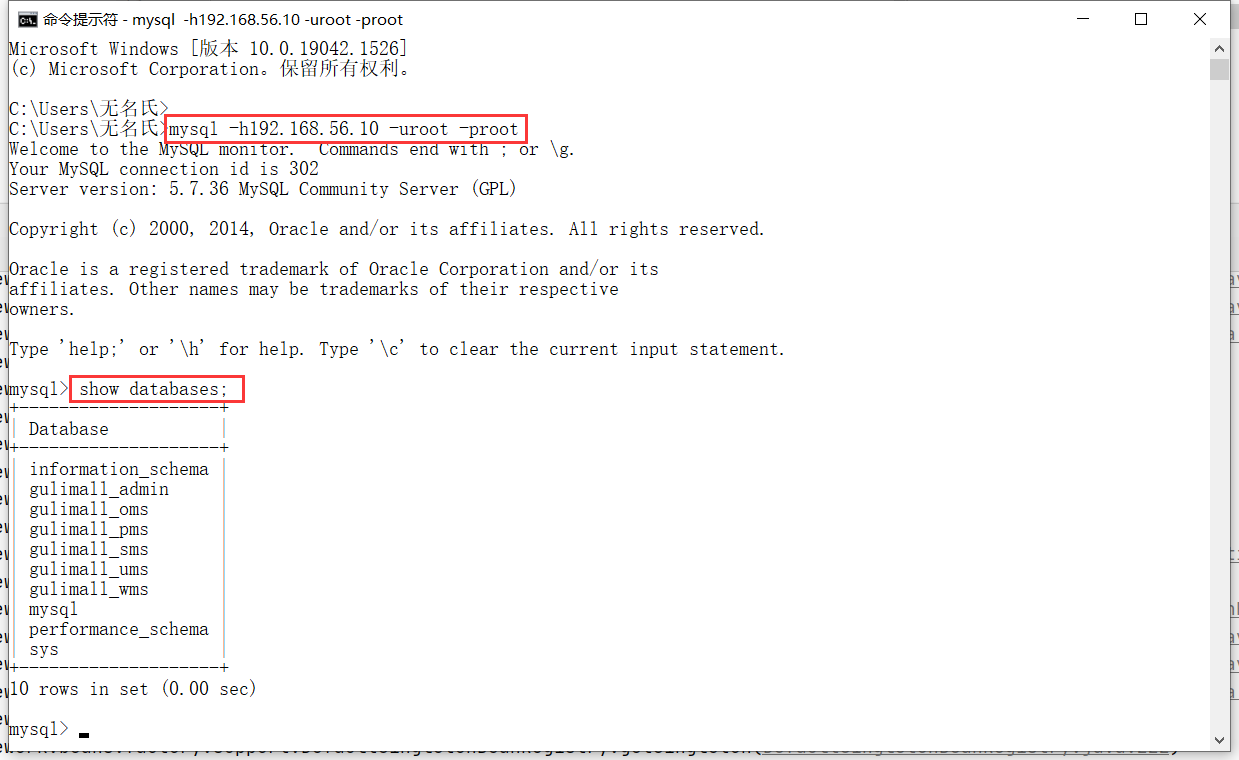 命令提示符 - mysql -h192.168.56.10 -uroot -proot
Microsoft Windows [版本 10.0.19042.1526]
(c) Microsoft Corporation。保留所有权利。
C:\Users\无名氏>
C:\Users\无名氏>mysql -h192.168.56.10 -uroot -proot
Welcome to the MySQL monitor.  Commands end with ; or \g.
Your MySQL connection id is 302
Server version: 5.7.36 MySQL Community Server (GPL)
Copyright (c) 2000, 2014, Oracle and/or its affiliates. All rights reserved.
Oracle is a registered trademark of Oracle Corporation and/or its
affiliates. Other names may be trademarks of their respective
owners.
Type 'help;' or '\h' for help. Type '\c' to clear the current input statement.
mysql> show databases;
+--------------------+
| Database           |
+--------------------+
| information_schema |
| gulimall_admin     |
| gulimall_oms       |
| gulimall_pms       |
| gulimall_sms       |
| gulimall_ums       |
| gulimall_wms       |
| mysql              |
| performance_schema |
| sys                |
+--------------------+
10 rows in set (0.00 sec)
mysql>